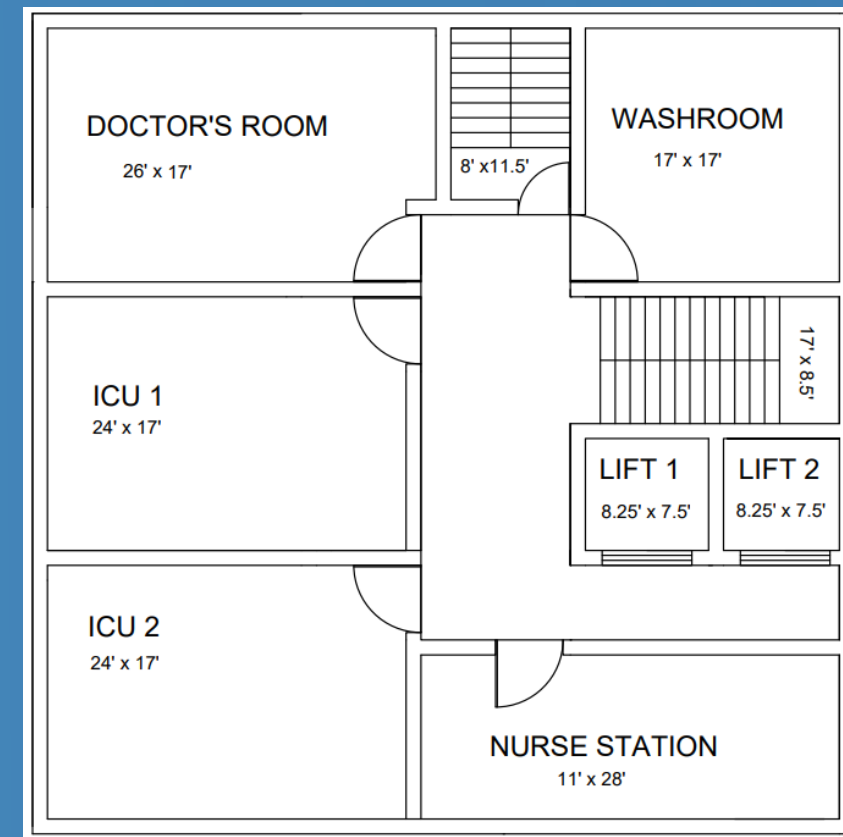 DOCTOR'S ROOM
26' x 17'
8' x11.5'
WASHROOM
17' x 17'
17' x 8.5'
ICU 1
24' x 17'
LIFT 1
8.25' x 7.5'
LIFT 2
8.25' x 7.5'
ICU 2
24' x 17'
NURSE STATION
11' x 28'